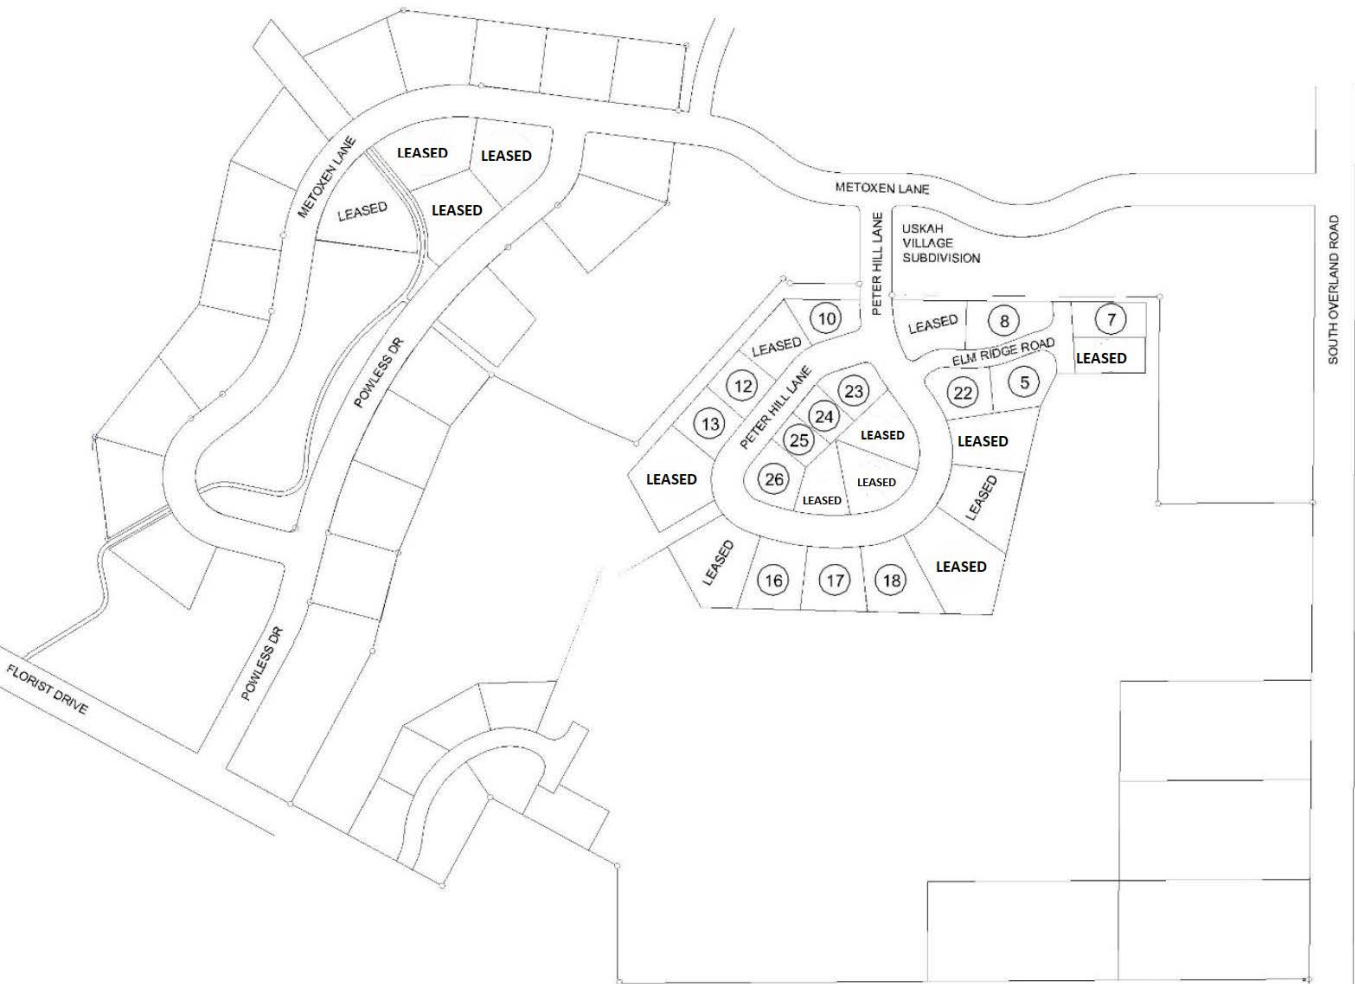 METOXEN LANE
LEASED
LEASED
LEASED
LEASED
METOXEN LANE
PETER HILL LANE
USKAH
VILLAGE
SUBDIVISION
SOUTH OVERLAND ROAD
10
LEASED
8
7
LEASED
ELM RIDGE ROAD
LEASED
POWLESS DR
12
PETER HILL LANE
23
22
5
13
24
25
LEASED
LEASED
LEASED
26
LEASED
LEASED
LEASED
LEASED
16
17
18
LEASED
POWLESS DR
FLORIST DRIVE